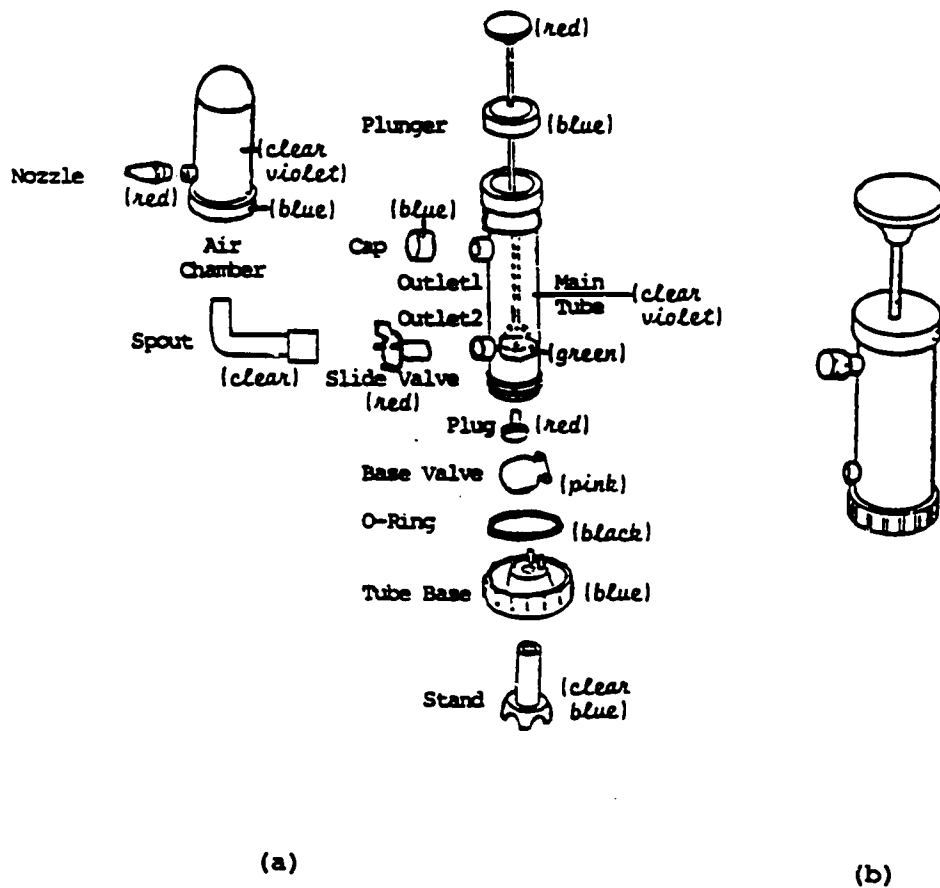 (red)
Plunger (blue)
(clear
violet)
Nozzle
(red)
(blue)
(blue)
Air
Chamber
Cap
Outlet1
Main
Tube
(clear
violet)
Outlet2
Spout
(clear)
(green)
Slide Valve
(red)
Plug (red)
Base Valve
(pink)
O-Ring
(black)
Tube Base (blue)
Stand
(clear
blue)
(a)
(b)